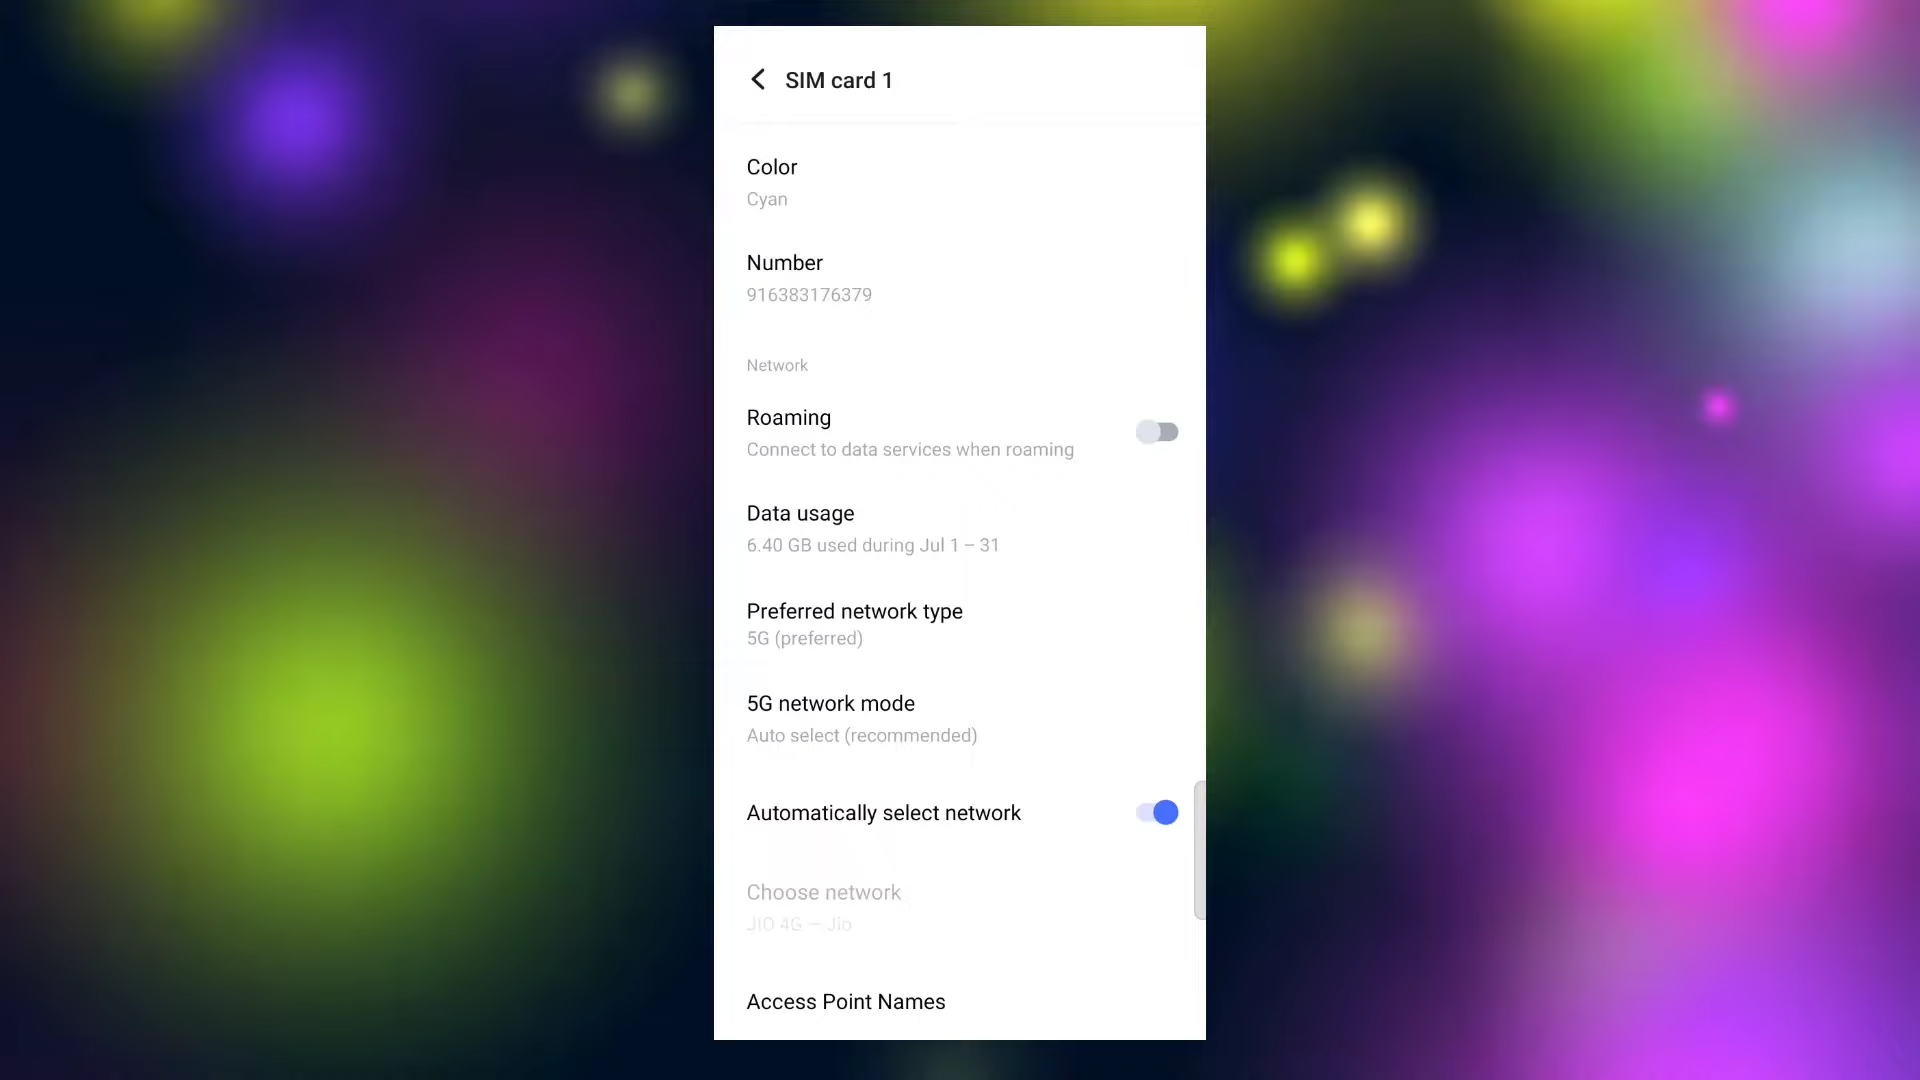 SIM card 1
Color
Cyan
Number
916383176379
Network
Roaming
Connect to data services when roaming
Data usage
6.40 GB used during Jul 1 – 31
Preferred network type
5G (preferred)
5G network mode
Auto select (recommended)
Automatically select network
Choose network
JIO 4G — Jio
Access Point Names